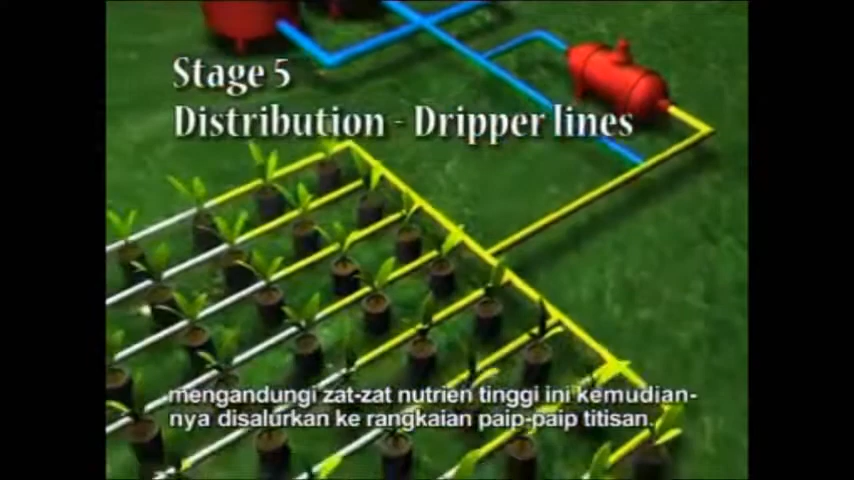 Stage 5
Distribution - Dripper lines
mengandungi zat-zat nutrien tinggi ini kemudian-
nya disalurkan ke rangkaian paip-paip titisan.